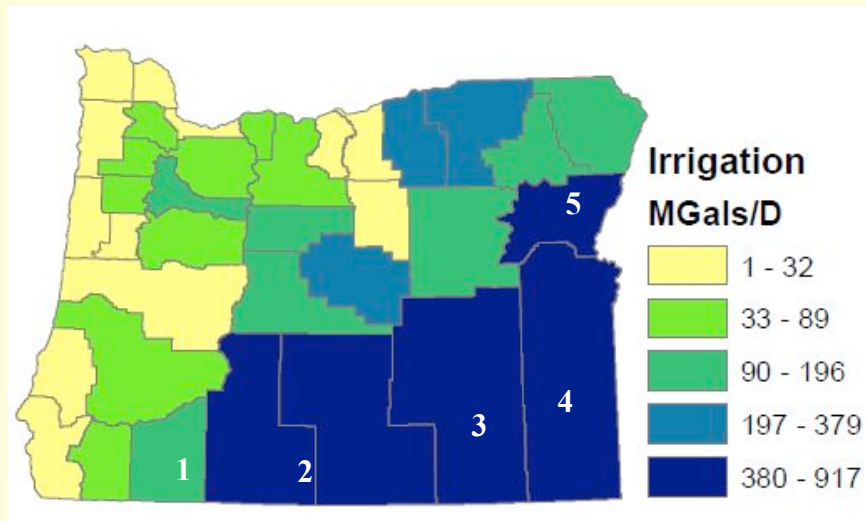 5
3
4
1
2
Irrigation
MGals/D
1 - 32
33 - 89
90 - 196
197 - 379
380 - 917